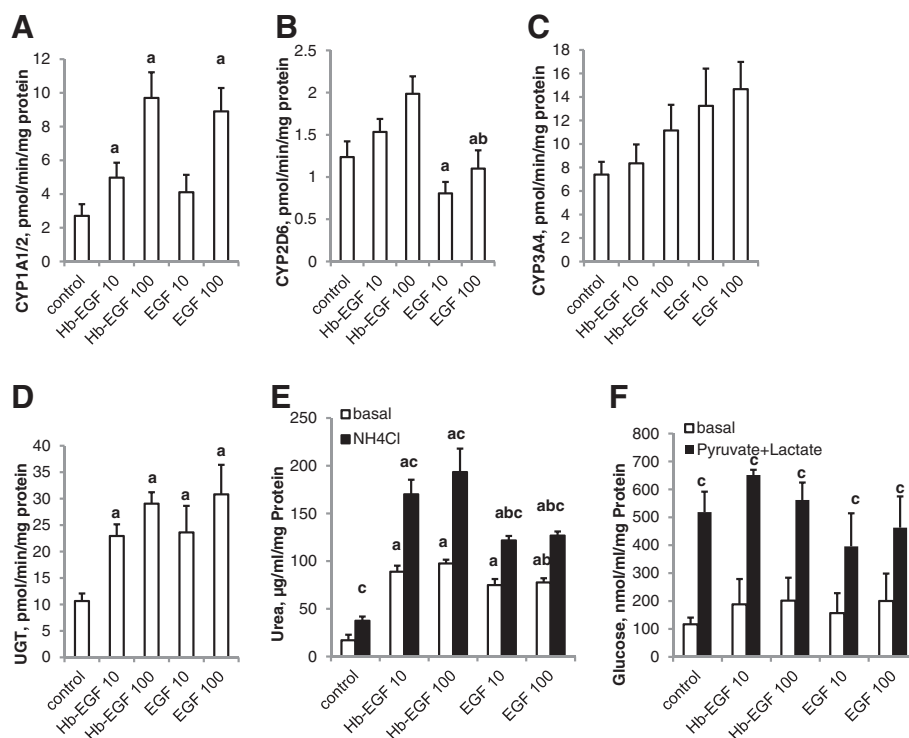 A
CYP1A1/2, pmol/min/mg protein
12
10
8
6
4
2
0
a
a
a
control
Hb-EGF 10
Hb-EGF 100
EGF 10
EGF 100
B
CYP2D6, pmol/min/mg protein
2.5
2
1.5
1
0.5
0
a
ab
control
Hb-EGF 10
Hb-EGF 100
EGF 10
EGF 100
C
CYP3A4, pmol/min/mg protein
18
16
14
12
10
8
6
4
2
0
control
Hb-EGF 10
Hb-EGF 100
EGF 10
EGF 100
D
UGT, pmol/min/mg protein
40
35
30
25
20
15
10
5
0
a
a
a
a
control
Hb-EGF 10
Hb-EGF 100
EGF 10
EGF 100
E
basal
NH4Cl
Urea, µg/ml/mg Protein
250
200
150
100
50
0
c
a
ac
a
ac
a
abc
ab
abc
control
Hb-EGF 10
Hb-EGF 100
EGF 10
EGF 100
F
basal
Pyruvate+Lactate
Glucose, nmol/ml/mg Protein
800
700
600
500
400
300
200
100
0
c
c
c
c
c
control
Hb-EGF 10
Hb-EGF 100
EGF 10
EGF 100